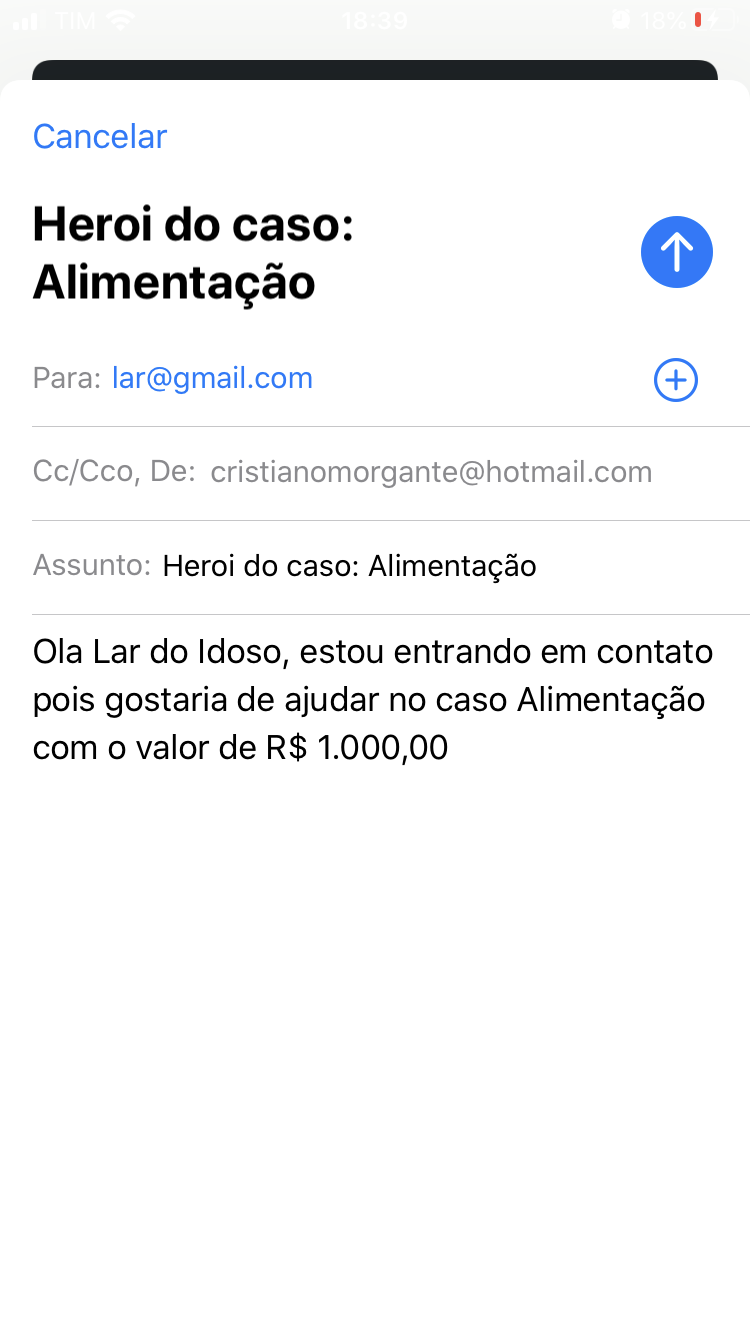 TIM 18:39 18%
Cancelar
Heroi do caso:
Alimentação
Para: lar@gmail.com
Cc/Cco, De: cristianomorgante@hotmail.com
Assunto: Heroi do caso: Alimentação
Ola Lar do Idoso, estou entrando em contato
pois gostaria de ajudar no caso Alimentação
com o valor de R$ 1.000,00